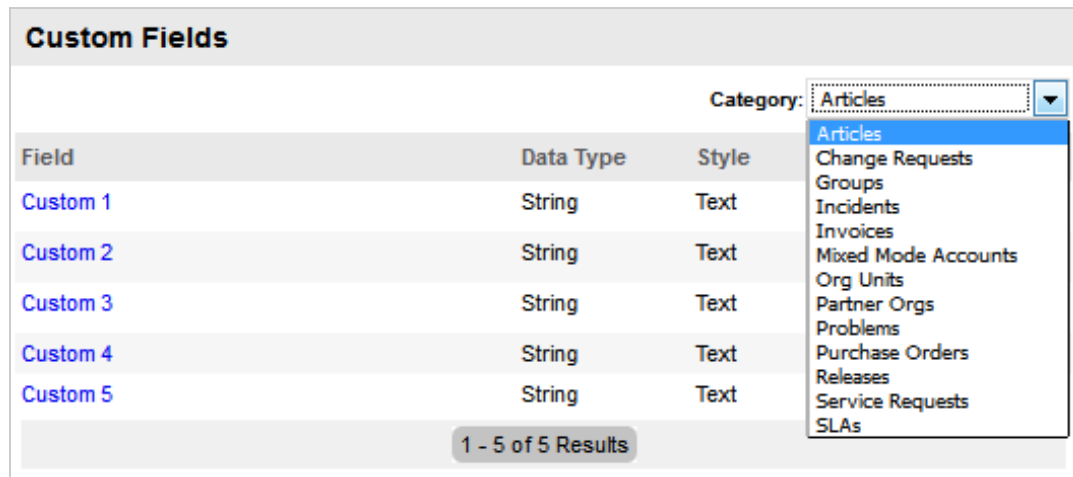 Custom Fields
Category: Articles
Articles
Change Requests
Groups
Incidents
Invoices
Mixed Mode Accounts
Org Units
Partner Orgs
Problems
Purchase Orders
Releases
Service Requests
SLAs
Field Data Type Style
Custom 1 String Text
Custom 2 String Text
Custom 3 String Text
Custom 4 String Text
Custom 5 String Text
1 - 5 of 5 Results